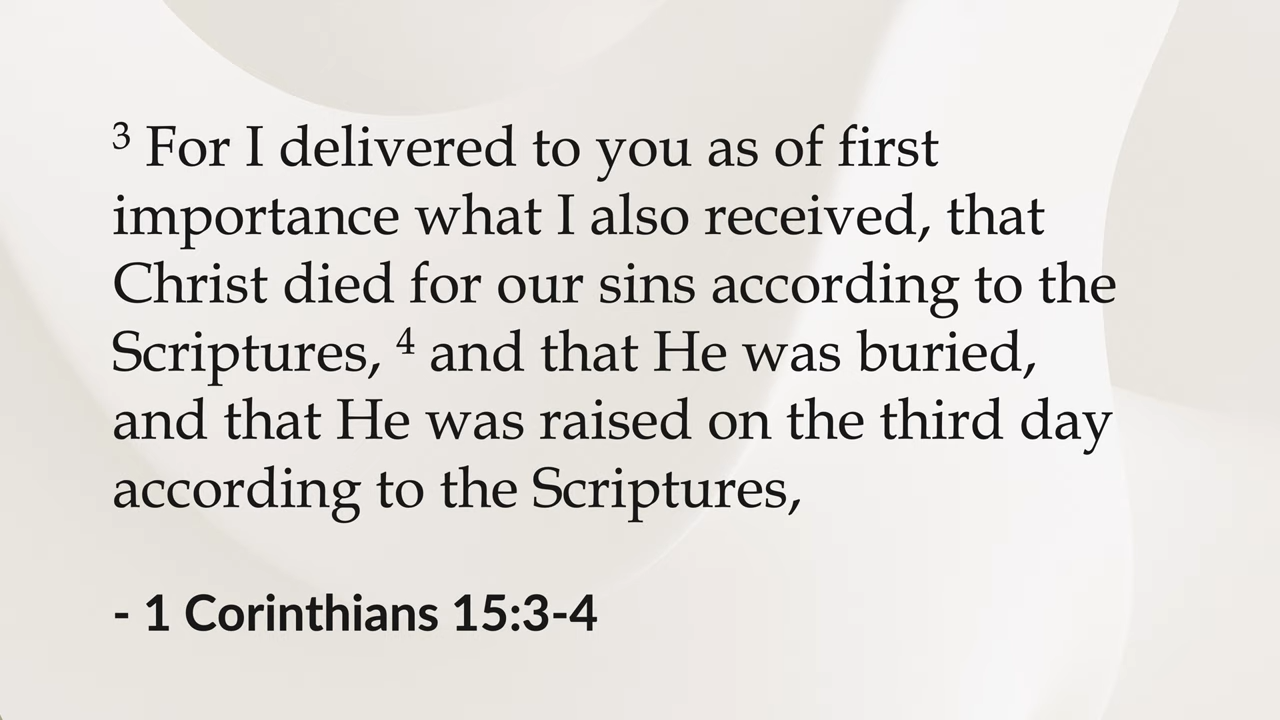 ³ For I delivered to you as of first
importance what I also received, that
Christ died for our sins according to the
Scriptures, ⁴ and that He was buried,
and that He was raised on the third day
according to the Scriptures,
- 1 Corinthians 15:3-4